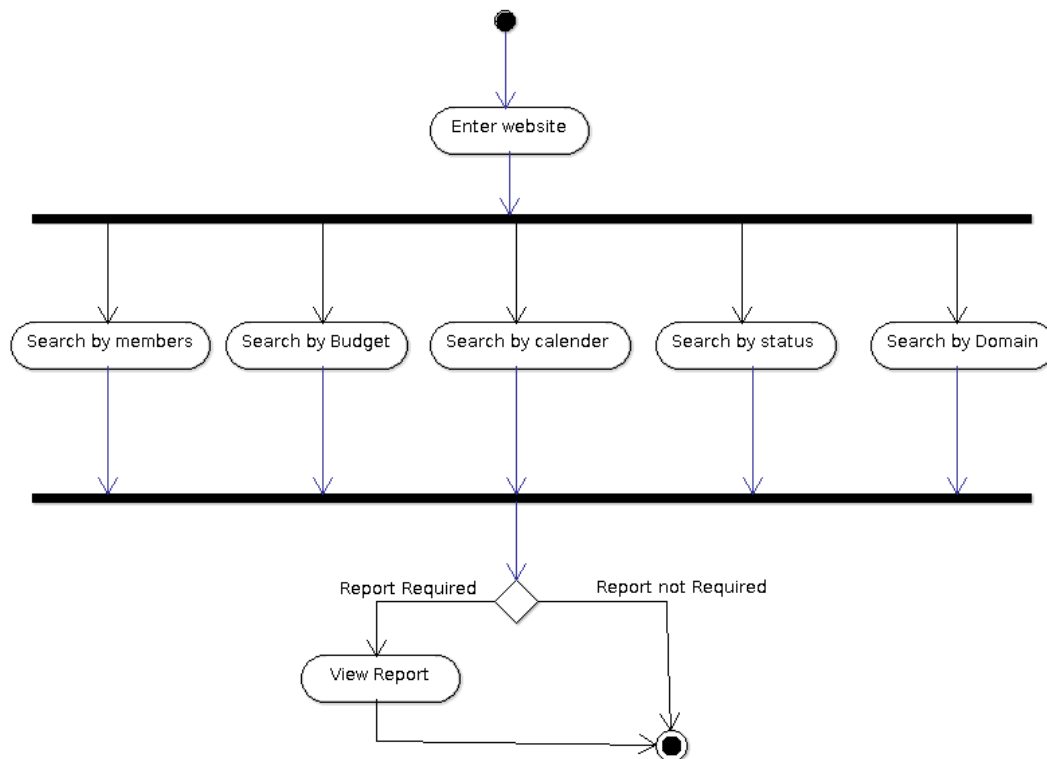 Enter website
Search by members
Search by Budget
Search by calender
Search by status
Search by Domain
Report Required
Report not Required
View Report